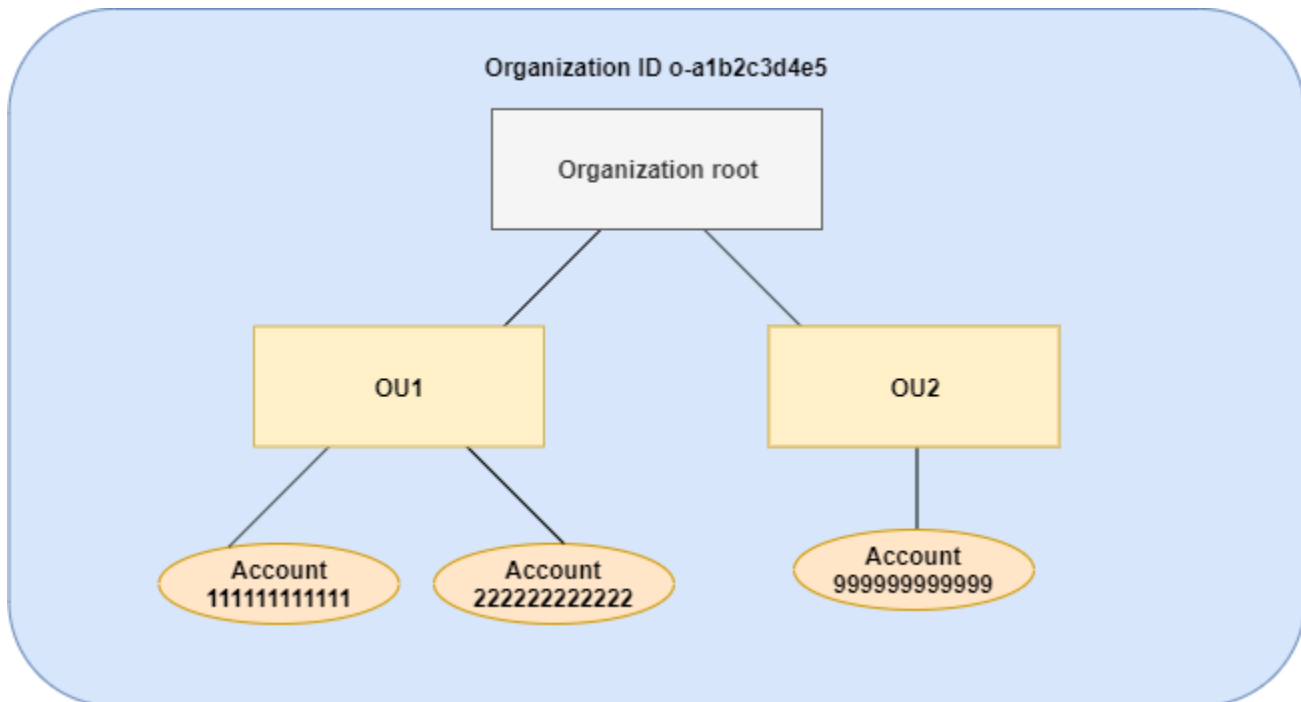 Organization ID o-a1b2c3d4e5
Organization root
OU1
OU2
Account
111111111111
Account
222222222222
Account
999999999999